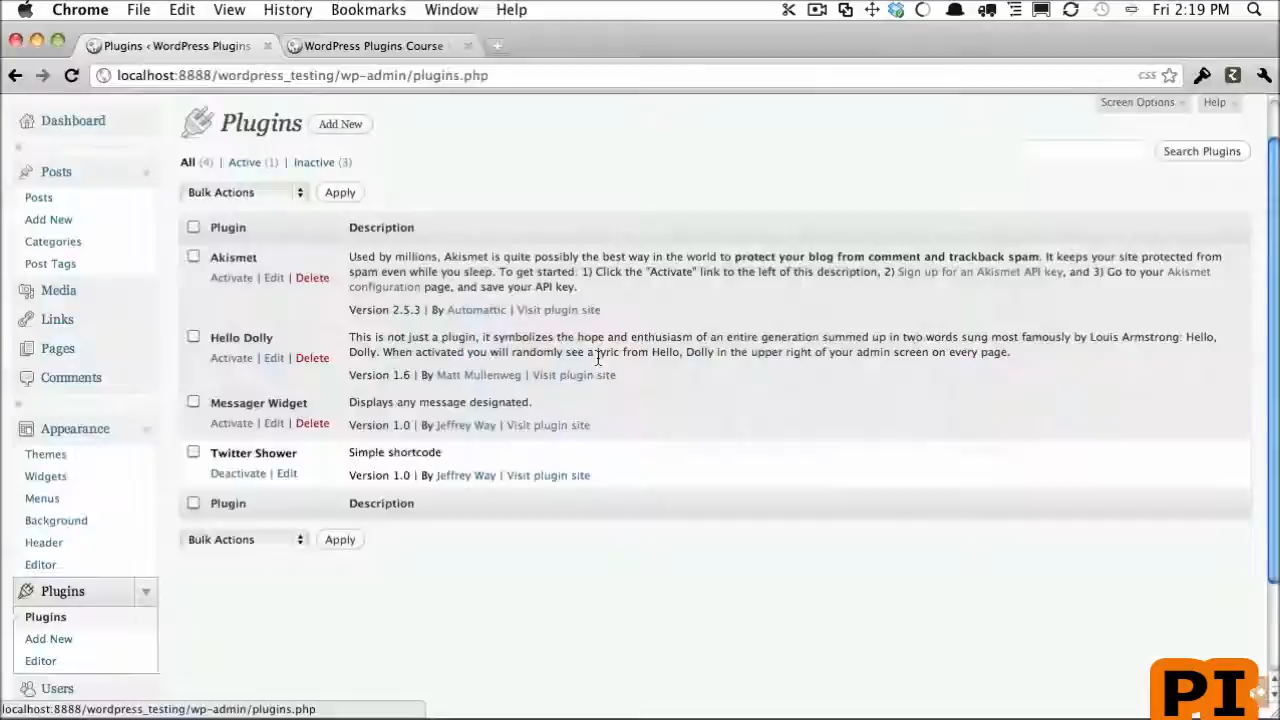 Chrome File Edit View History Bookmarks Window Help Fri 2:19 PM
Plugins ‹ WordPress Plugins WordPress Plugins Course
localhost:8888/wordpress_testing/wp-admin/plugins.php CSS
Screen Options Help
Dashboard
Posts
Posts
Add New
Categories
Post Tags
Media
Links
Pages
Comments
Appearance
Themes
Widgets
Menus
Background
Header
Editor
Plugins
Plugins
Add New
Editor
Users
Plugins Add New
All (4) | Active (1) | Inactive (3)
Search Plugins
Bulk Actions Apply
Plugin Description
Akismet
Activate | Edit | Delete
Used by millions, Akismet is quite possibly the best way in the world to protect your blog from comment and trackback spam. It keeps your site protected from
spam even while you sleep. To get started: 1) Click the "Activate" link to the left of this description, 2) Sign up for an Akismet API key, and 3) Go to your Akismet
configuration page, and save your API key.
Version 2.5.3 | By Automattic | Visit plugin site
Hello Dolly
Activate | Edit | Delete
This is not just a plugin, it symbolizes the hope and enthusiasm of an entire generation summed up in two words sung most famously by Louis Armstrong: Hello,
Dolly. When activated you will randomly see a lyric from Hello, Dolly in the upper right of your admin screen on every page.
Version 1.6 | By Matt Mullenweg | Visit plugin site
Messager Widget
Activate | Edit | Delete
Displays any message designated.
Version 1.0 | By Jeffrey Way | Visit plugin site
Twitter Shower
Deactivate | Edit
Simple shortcode
Version 1.0 | By Jeffrey Way | Visit plugin site
Plugin Description
Bulk Actions Apply
localhost:8888/wordpress_testing/wp-admin/plugins.php
PI